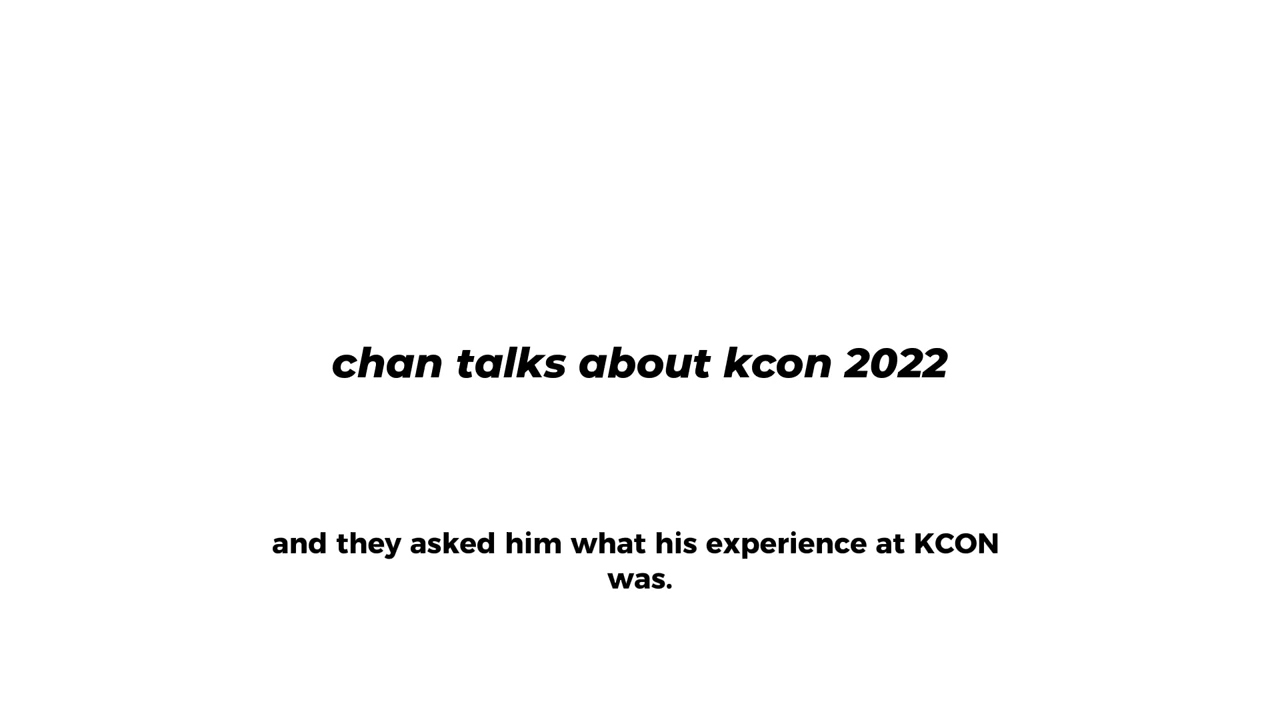 chan talks about kcon 2022
and they asked him what his experience at KCON
was.